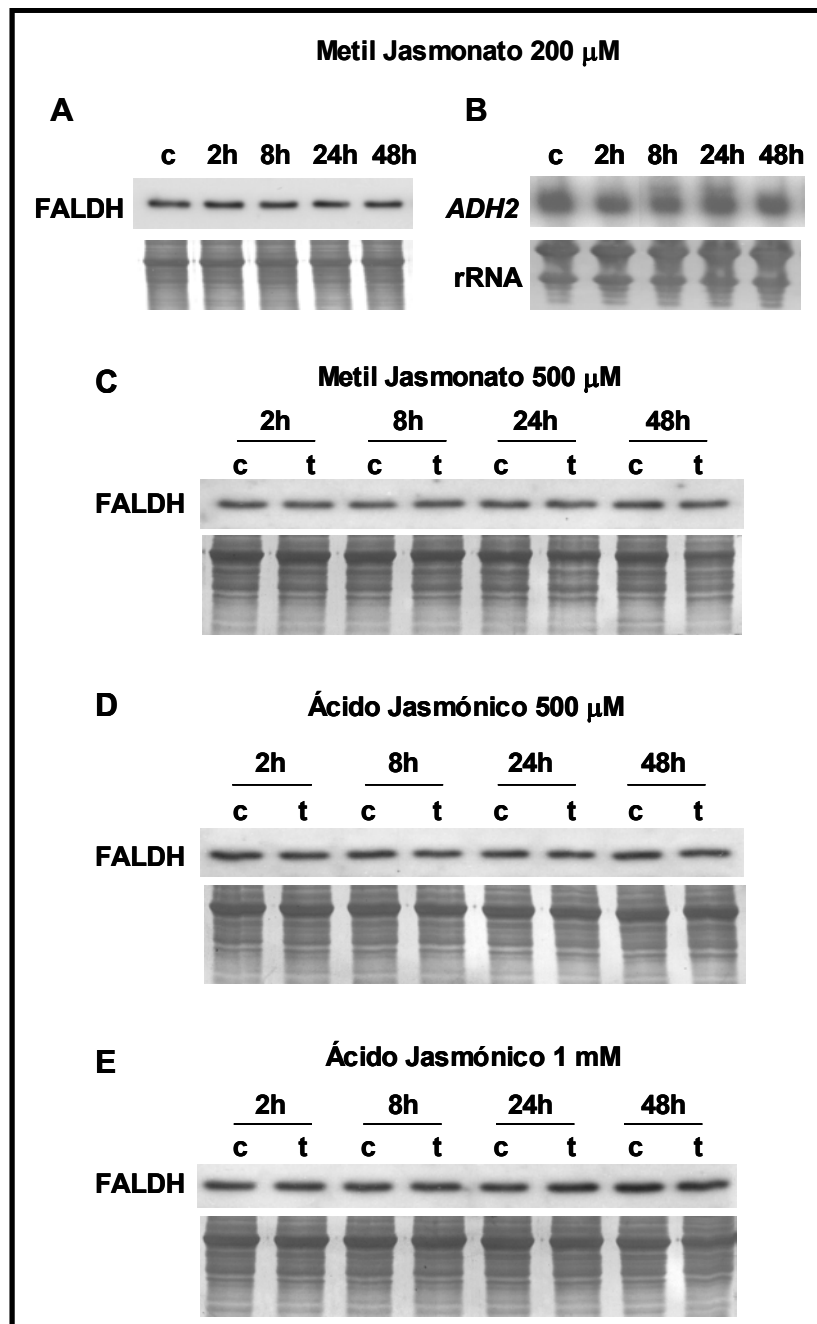 Metil Jasmonato 200 μM
A
c 2h 8h 24h 48h
FALDH
B
c 2h 8h 24h 48h
ADH2
rRNA
C
Metil Jasmonato 500 μM
2h 8h 24h 48h
c t c t c t c t
FALDH
D
Ácido Jasmónico 500 μM
2h 8h 24h 48h
c t c t c t c t
FALDH
E
Ácido Jasmónico 1 mM
2h 8h 24h 48h
c t c t c t c t
FALDH